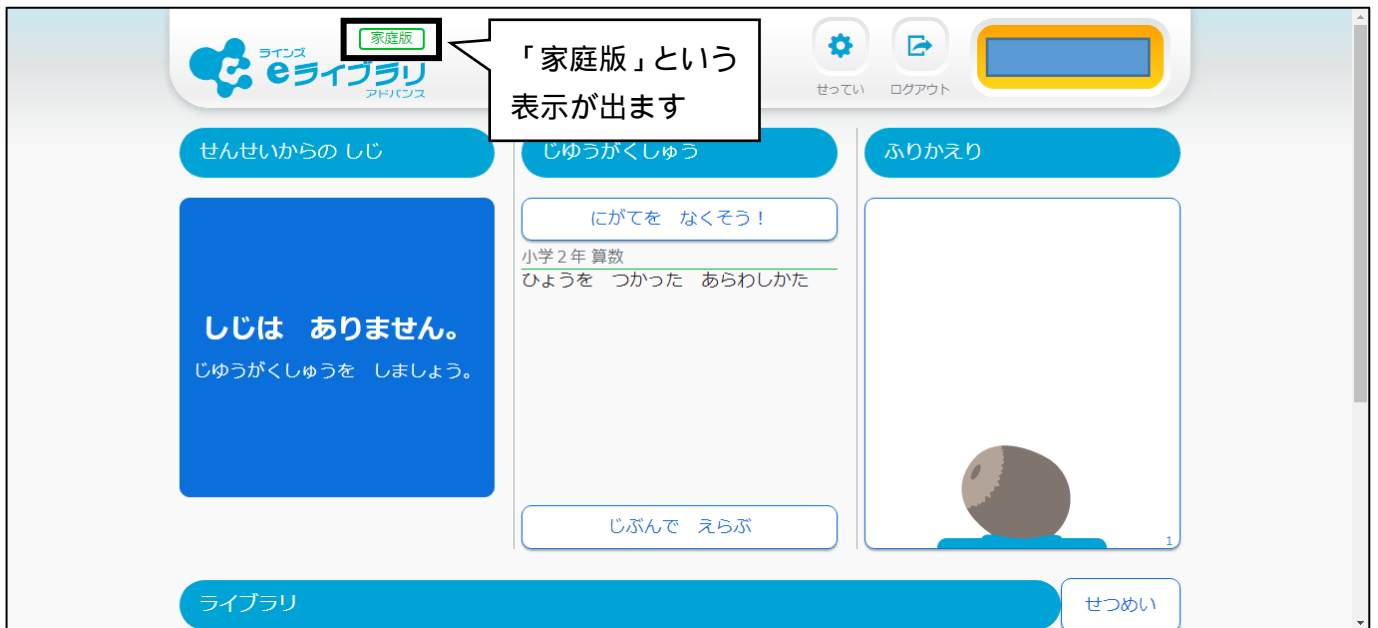 家庭版
ラインズ
eライブラリ
アドバンス
「家庭版」という
表示が出ます
せってい
ログアウト
せんせいからの しじ
じゆうがくしゅう
ふりかえり
しじは　ありません。
じゆうがくしゅうを　しましょう。
にがてを　なくそう！
小学２年 算数
ひょうを　つかった　あらわしかた
じぶんで　えらぶ
1
ライブラリ
せつめい